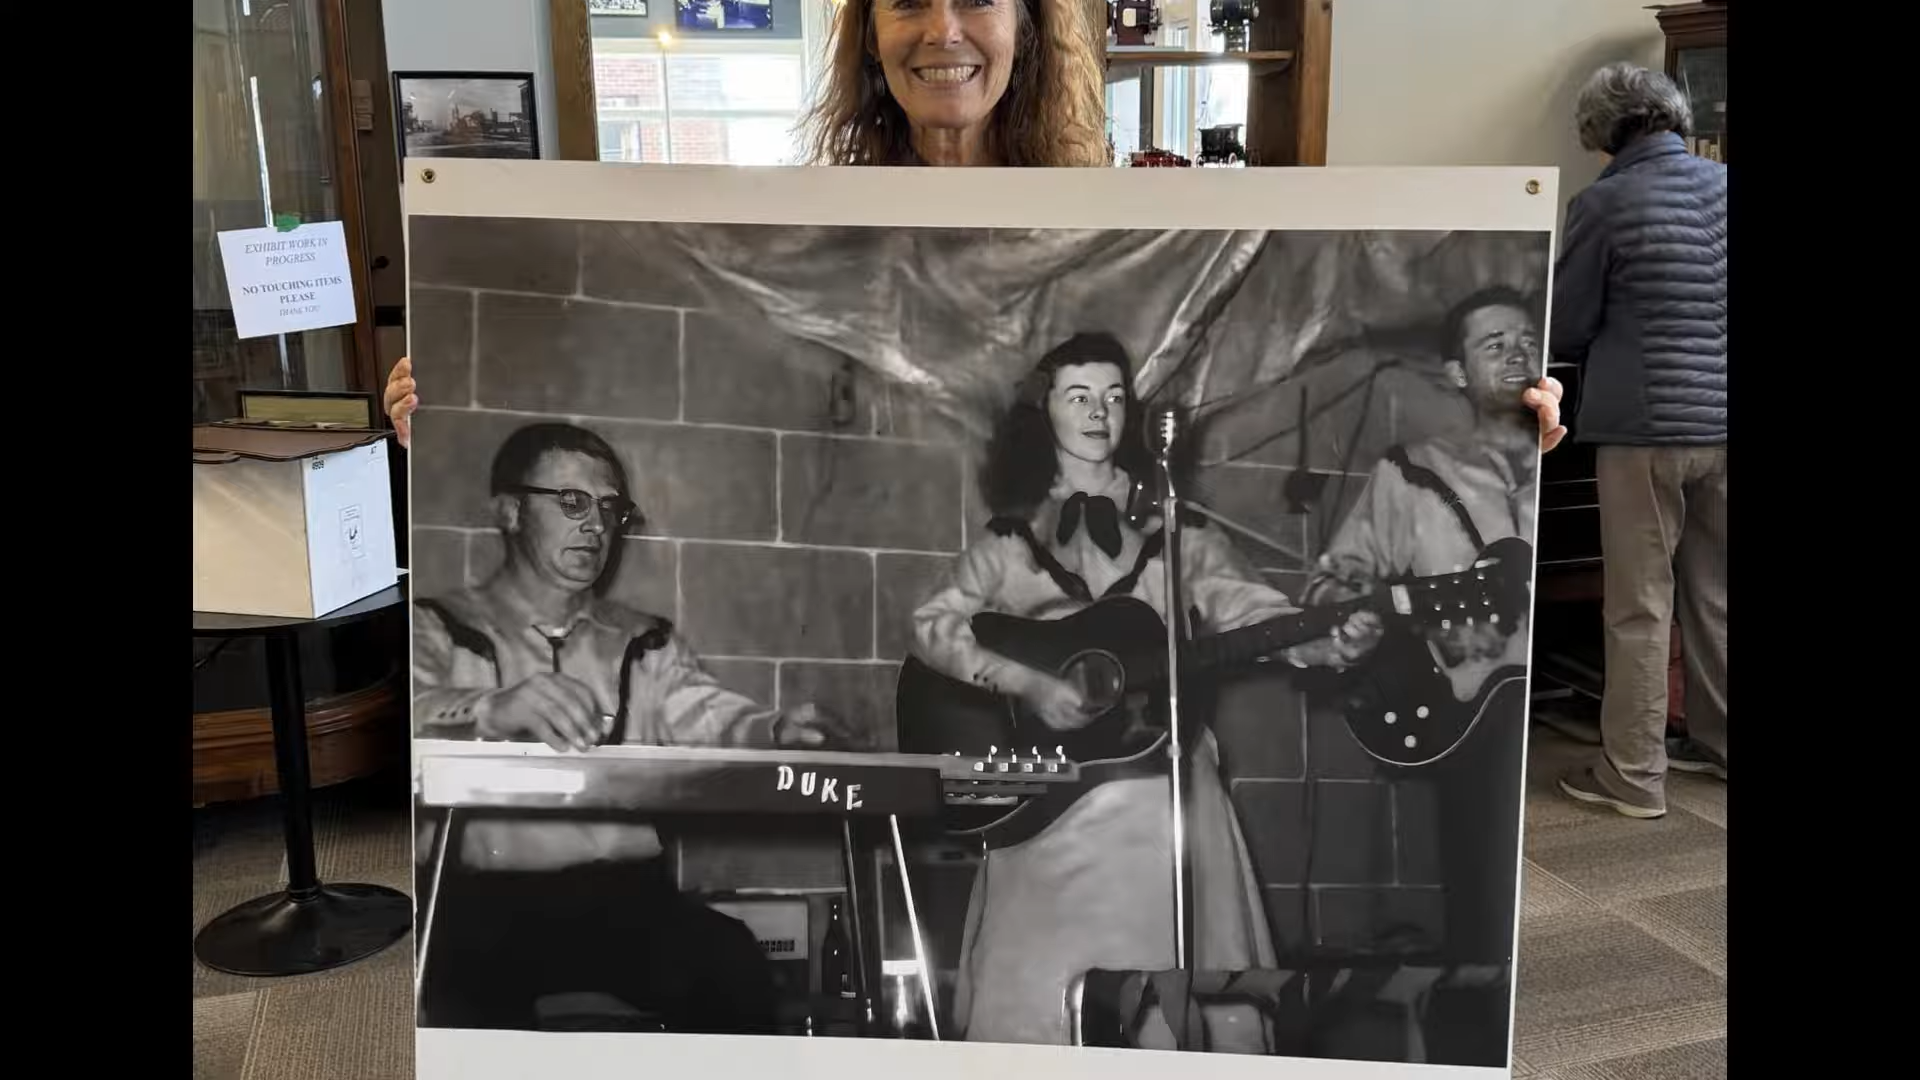 EXHIBIT WORK IN
PROGRESS
NO TOUCHING ITEMS
PLEASE
THANK YOU
DUKE